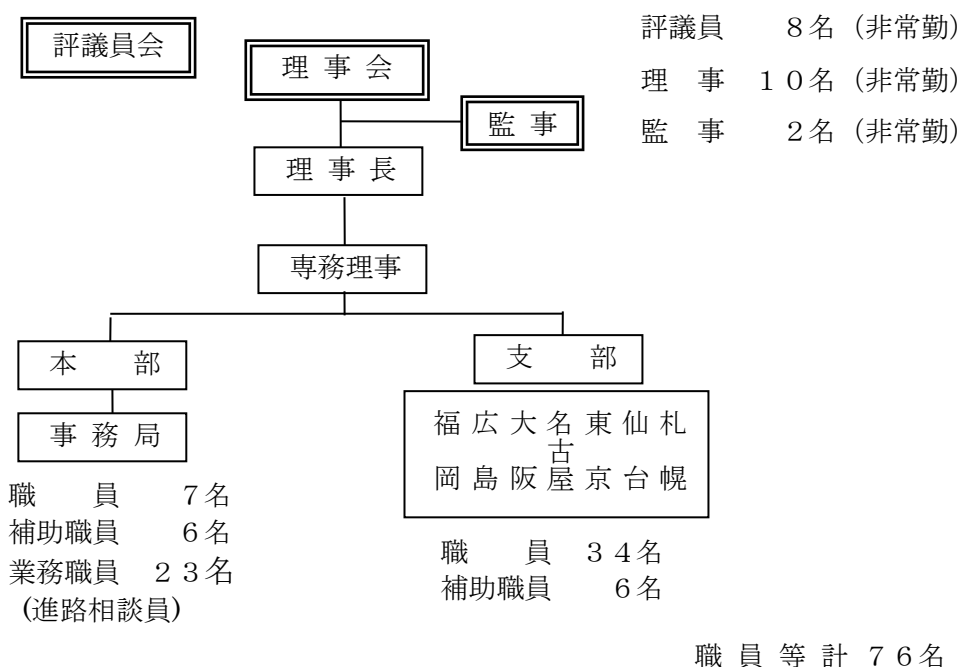 評議員会
理事会
監事
理事長
専務理事
評議員　　８名（非常勤）
理　事　１０名（非常勤）
監　事　　２名（非常勤）
本　　部
事務局
職　　員　　７名
補助職員　　６名
業務職員　２３名
（進路相談員）
支　　部
札幌
仙台
東京
名古屋
大阪
広島
福岡
職　　員　３４名
補助職員　　６名
職員等計７６名